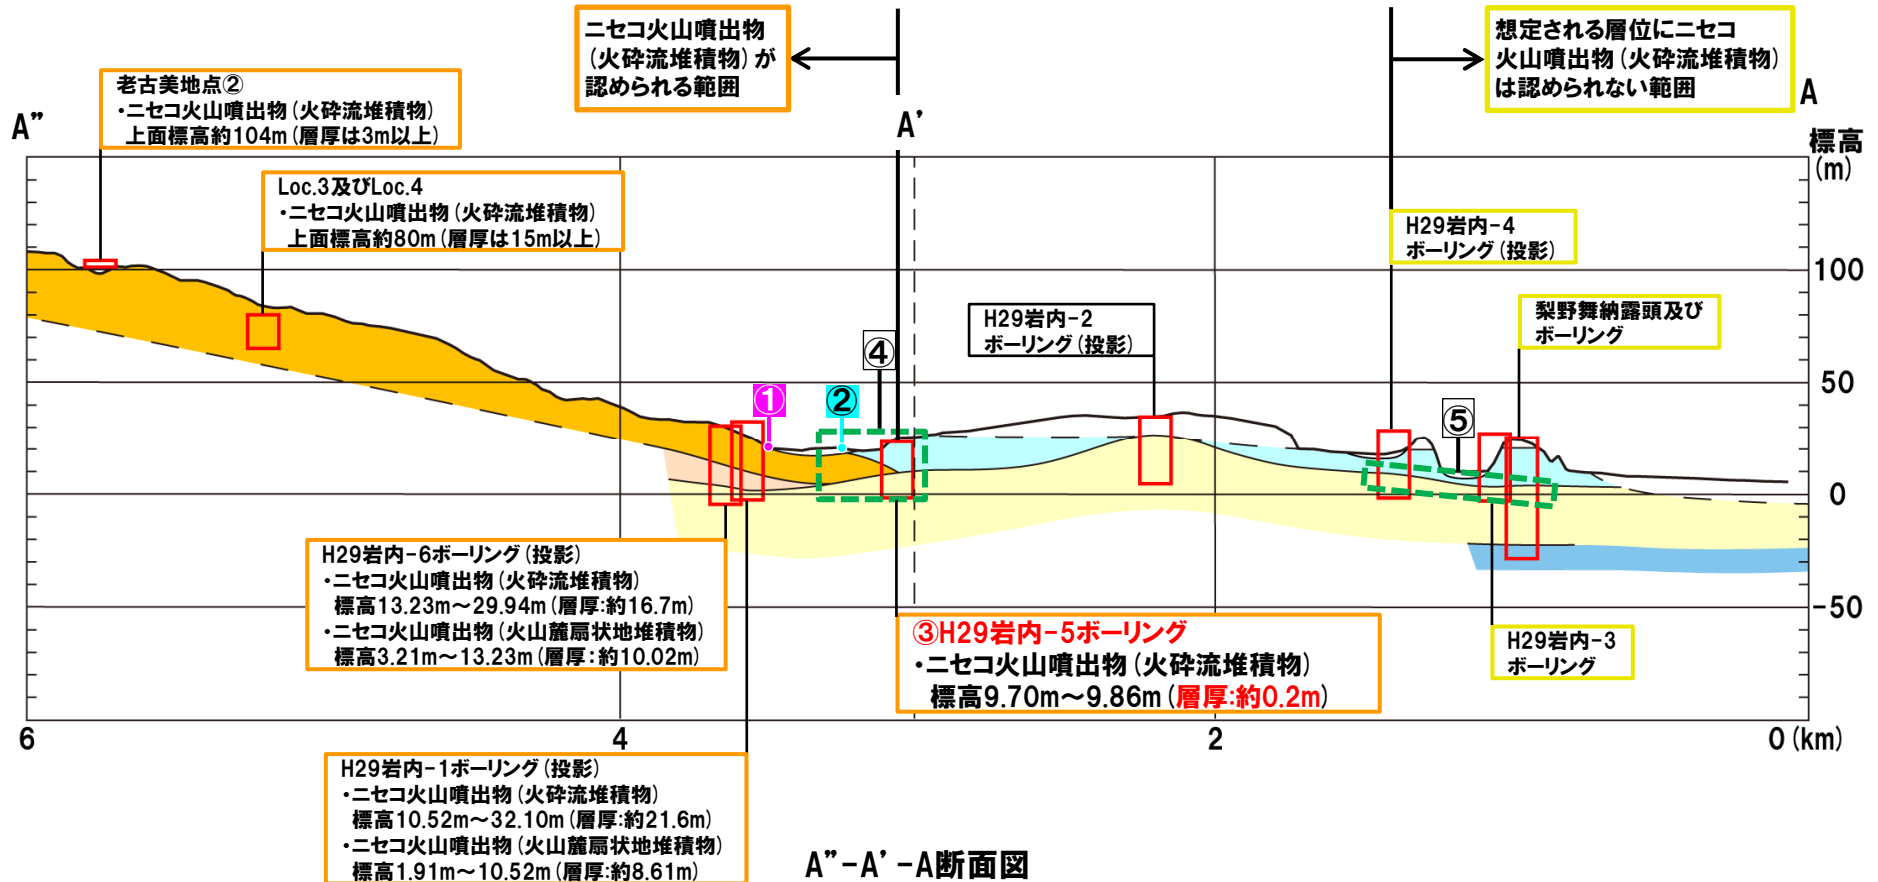 ニセコ火山噴出物
(火砕流堆積物)が
認められる範囲
想定される層位にニセコ
火山噴出物(火砕流堆積物)
は認められない範囲
老古美地点②
・ニセコ火山噴出物(火砕流堆積物)
上面標高約104m(層厚は3m以上)
A”
A’
A
標高
(m)
Loc.3及びLoc.4
・ニセコ火山噴出物(火砕流堆積物)
上面標高約80m(層厚は15m以上)
H29岩内-4
ボーリング(投影)
100
H29岩内-2
ボーリング(投影)
梨野舞納露頭及び
ボーリング
④
50
①
②
⑤
0
H29岩内-6ボーリング(投影)
・ニセコ火山噴出物(火砕流堆積物)
標高13.23m～29.94m(層厚:約16.7m)
・ニセコ火山噴出物(火山麓扇状地堆積物)
標高3.21m～13.23m(層厚:約10.02m)
-50
③H29岩内-5ボーリング
・ニセコ火山噴出物(火砕流堆積物)
標高9.70m～9.86m(層厚:約0.2m)
H29岩内-3
ボーリング
6
4
2
0(km)
H29岩内-1ボーリング(投影)
・ニセコ火山噴出物(火砕流堆積物)
標高10.52m～32.10m(層厚:約21.6m)
・ニセコ火山噴出物(火山麓扇状地堆積物)
標高1.91m～10.52m(層厚:約8.61m)
A”-A’-A断面図